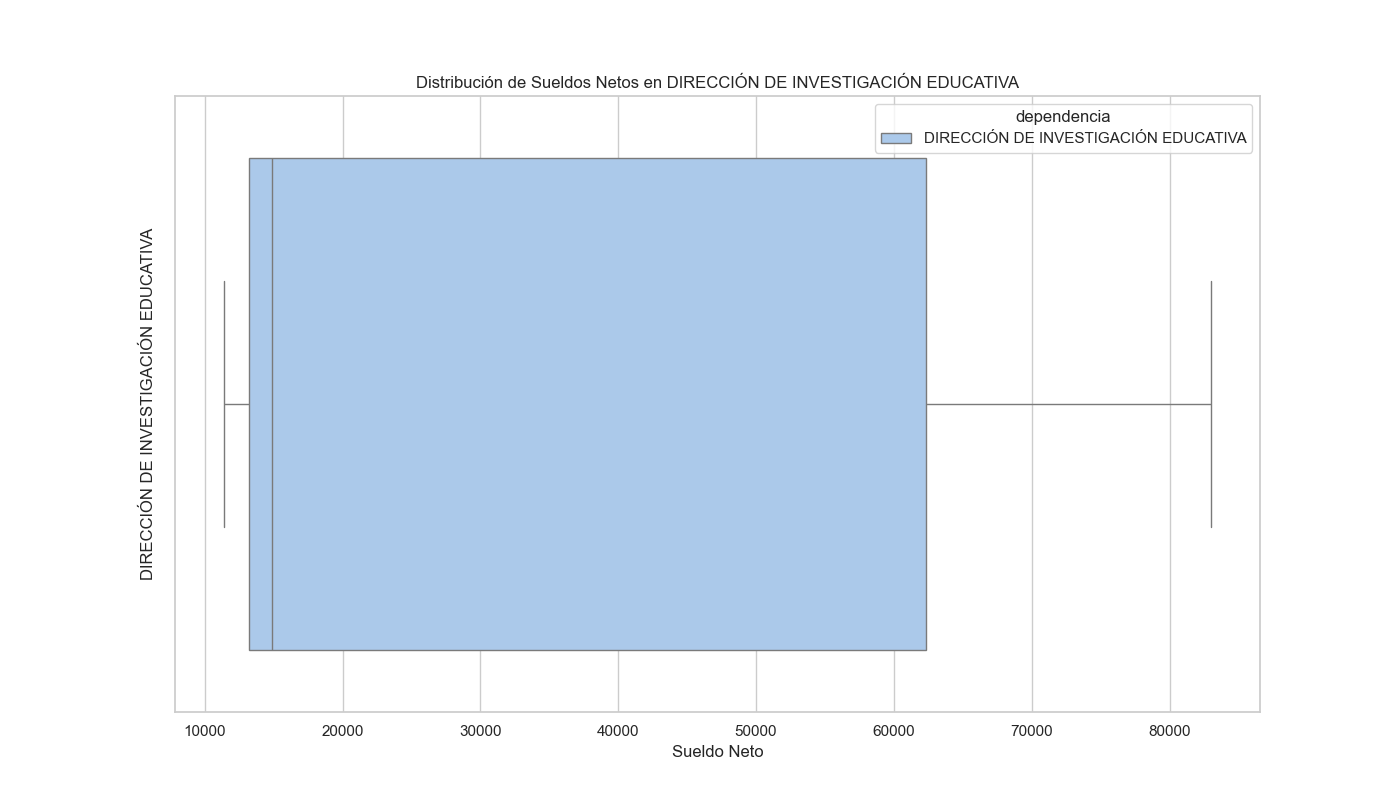 Distribución de Sueldos Netos en DIRECCIÓN DE INVESTIGACIÓN EDUCATIVA
dependencia
DIRECCIÓN DE INVESTIGACIÓN EDUCATIVA
DIRECCIÓN DE INVESTIGACIÓN EDUCATIVA
10000 20000 30000 40000 50000 60000 70000 80000
Sueldo Neto